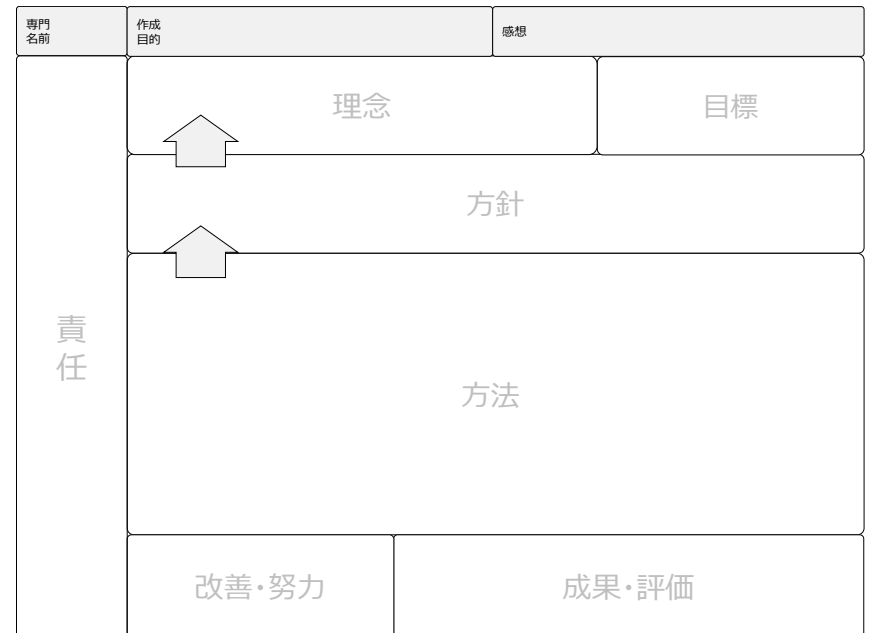 専門
名前
作成
目的
感想
理念
目標
方針
責
任
方法
改善・努力
成果・評価